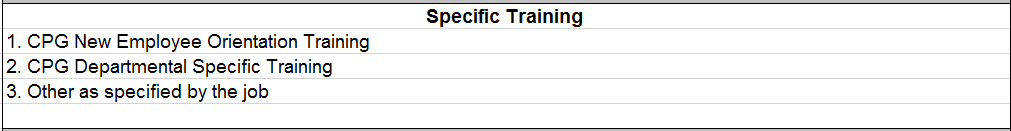 Specific Training
1. CPG New Employee Orientation Training
2. CPG Departmental Specific Training
3. Other as specified by the job